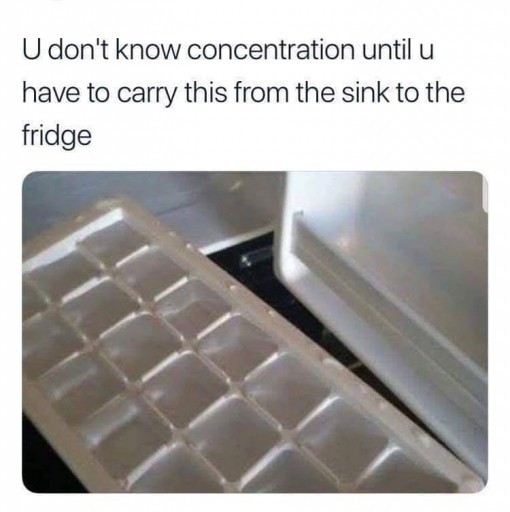 U don't know concentration until u
have to carry this from the sink to the
fridge